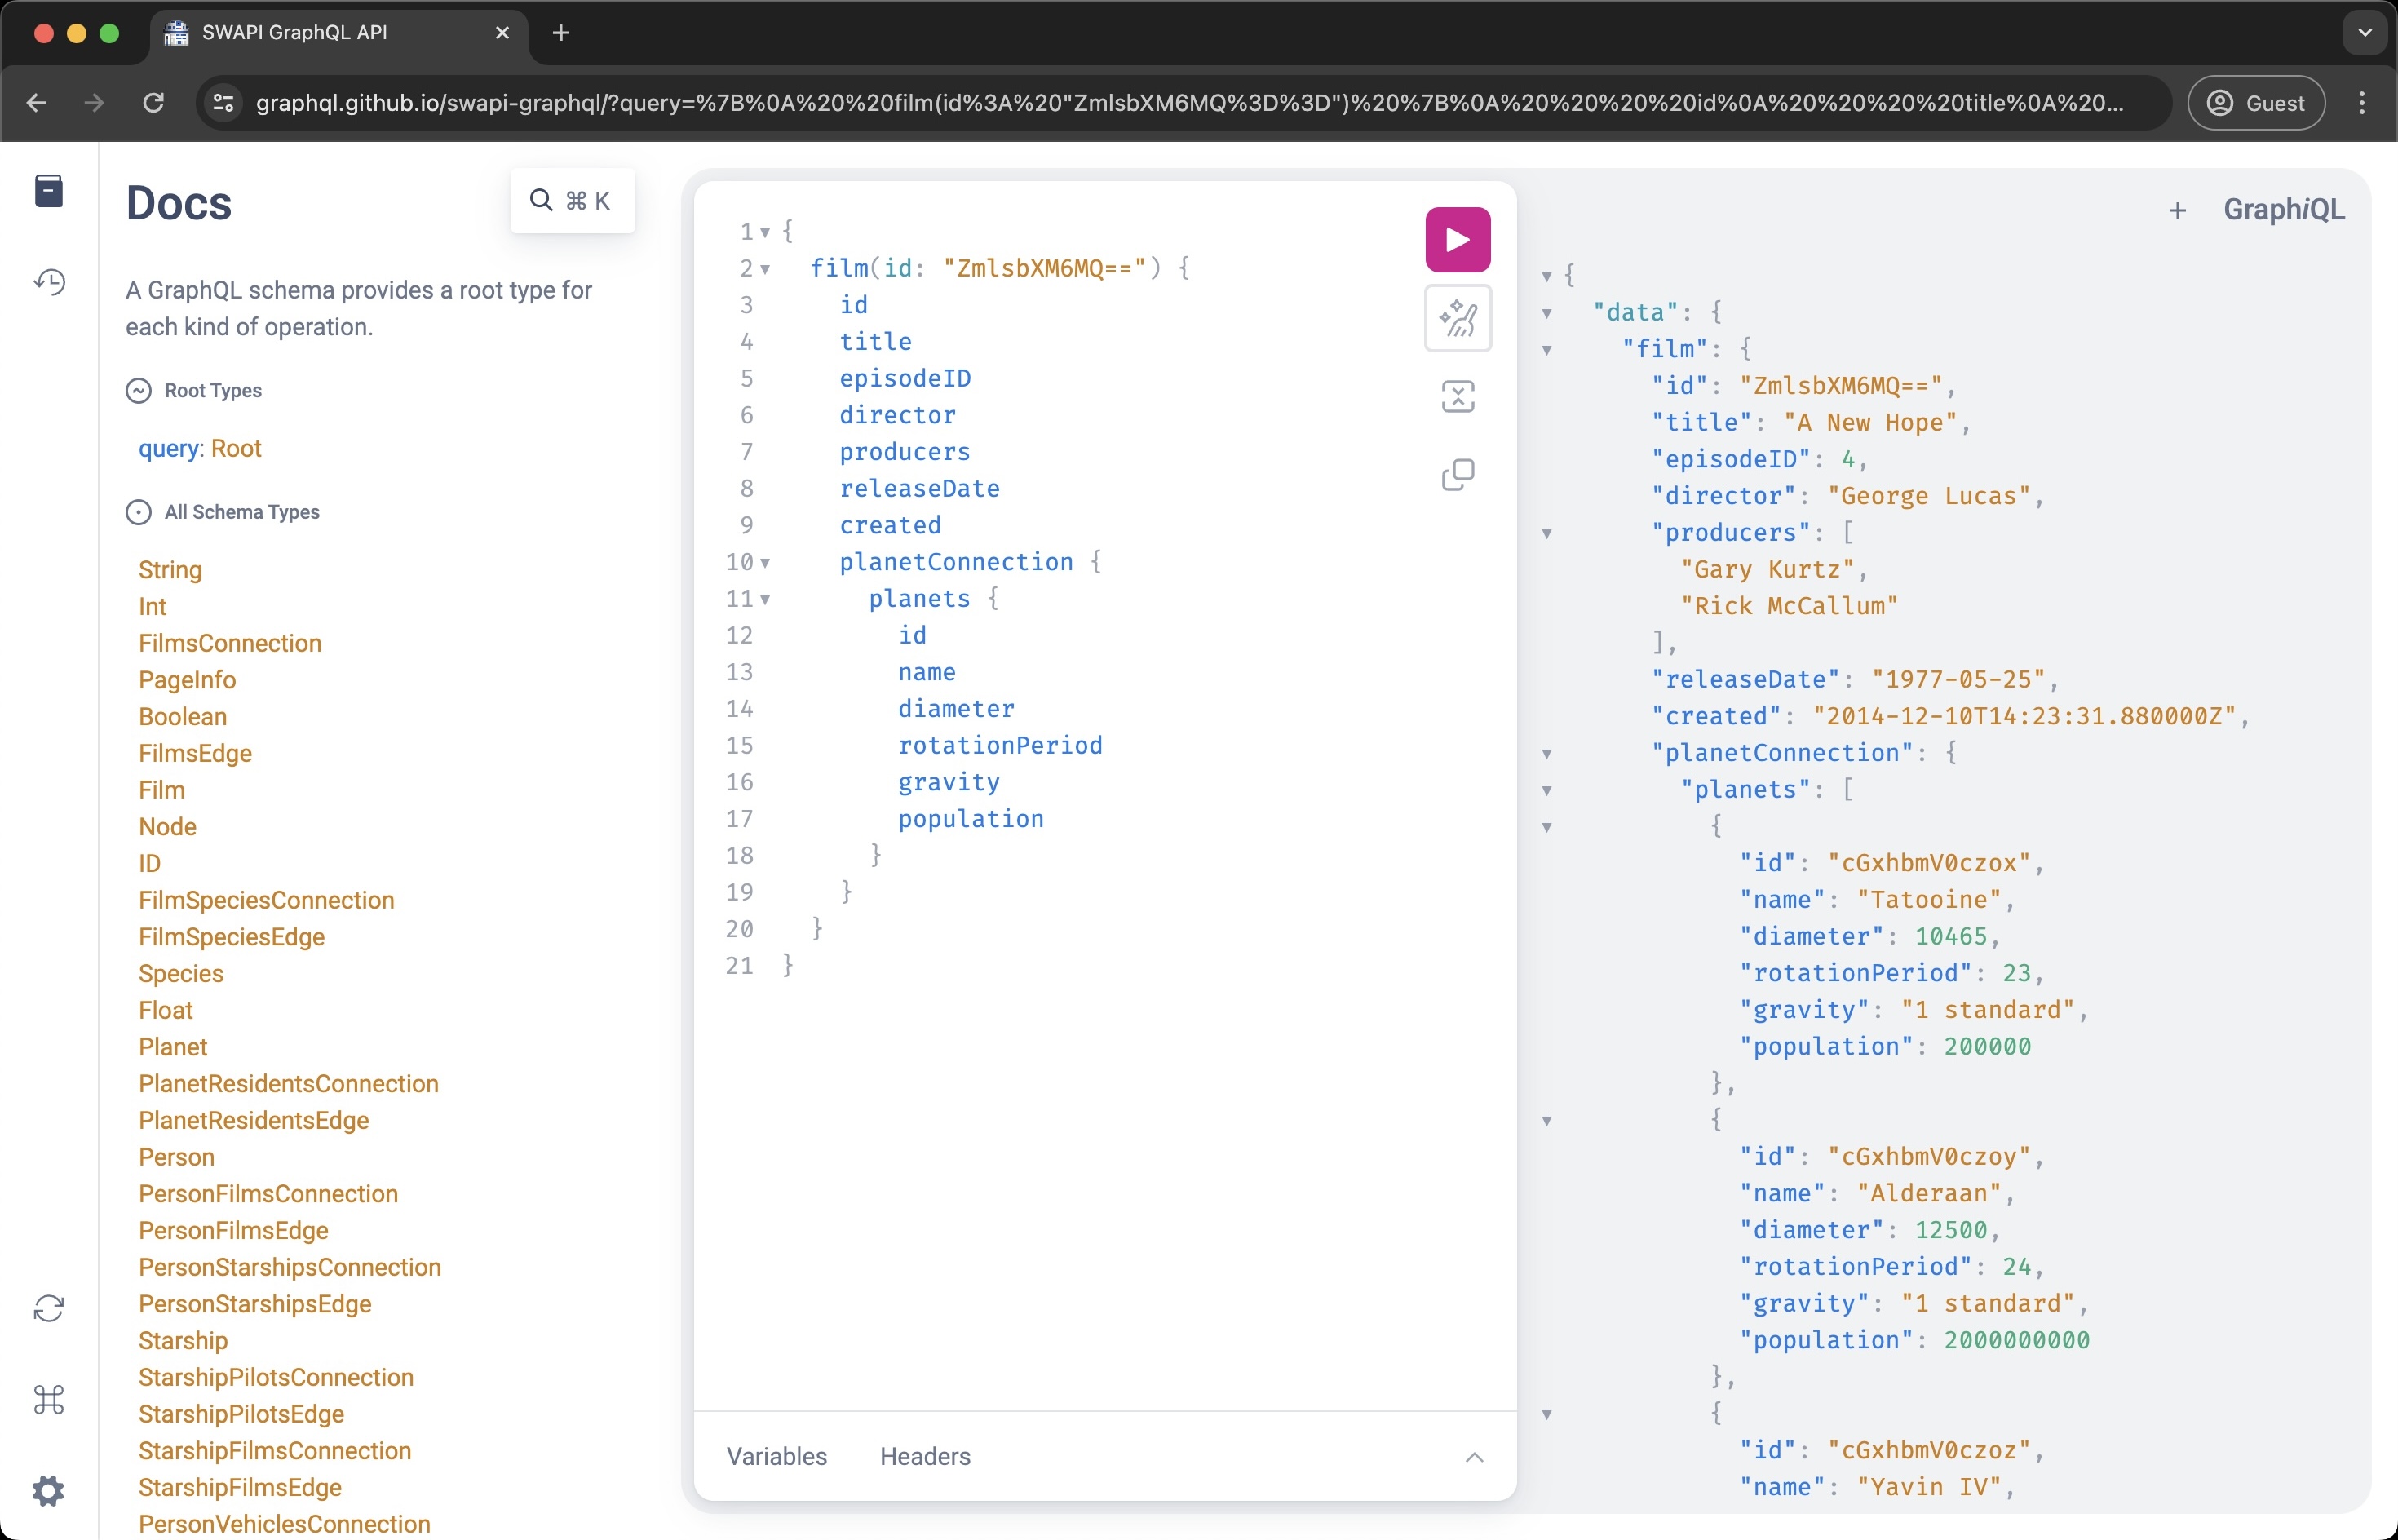 SWAPI GraphQL API
graphql.github.io/swapi-graphql/?query=%7B%0A%20%20film(id%3A%20"ZmlsbXM6MQ%3D%3D")%20%7B%0A%20%20%20%20id%0A%20%20%20%20title%0A%20...
Guest
Docs
⌘ K
A GraphQL schema provides a root type for
each kind of operation.
Root Types
query: Root
All Schema Types
String
Int
FilmsConnection
PageInfo
Boolean
FilmsEdge
Film
Node
ID
FilmSpeciesConnection
FilmSpeciesEdge
Species
Float
Planet
PlanetResidentsConnection
PlanetResidentsEdge
Person
PersonFilmsConnection
PersonFilmsEdge
PersonStarshipsConnection
PersonStarshipsEdge
Starship
StarshipPilotsConnection
StarshipPilotsEdge
StarshipFilmsConnection
StarshipFilmsEdge
PersonVehiclesConnection
1 {
2 film(id: "ZmlsbXM6MQ==") {
3 id
4 title
5 episodeID
6 director
7 producers
8 releaseDate
9 created
10 planetConnection {
11 planets {
12 id
13 name
14 diameter
15 rotationPeriod
16 gravity
17 population
18 }
19 }
20 }
21 }
Variables Headers
+ GraphiQL
{
"data": {
"film": {
"id": "ZmlsbXM6MQ==",
"title": "A New Hope",
"episodeID": 4,
"director": "George Lucas",
"producers": [
"Gary Kurtz",
"Rick McCallum"
],
"releaseDate": "1977-05-25",
"created": "2014-12-10T14:23:31.880000Z",
"planetConnection": {
"planets": [
{
"id": "cGxhbmV0czox",
"name": "Tatooine",
"diameter": 10465,
"rotationPeriod": 23,
"gravity": "1 standard",
"population": 200000
},
{
"id": "cGxhbmV0czoy",
"name": "Alderaan",
"diameter": 12500,
"rotationPeriod": 24,
"gravity": "1 standard",
"population": 2000000000
},
{
"id": "cGxhbmV0czoz",
"name": "Yavin IV",